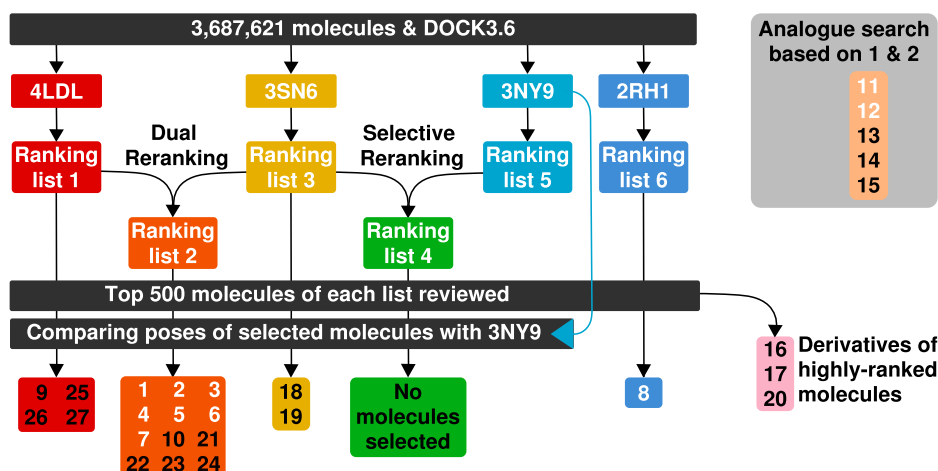 3,687,621 molecules & DOCK3.6
Analogue search
based on 1 & 2
11
12
13
14
15
4LDL
3SN6
3NY9
2RH1
Dual
Reranking
Selective
Reranking
Ranking
list 1
Ranking
list 3
Ranking
list 5
Ranking
list 6
Ranking
list 2
Ranking
list 4
Top 500 molecules of each list reviewed
Comparing poses of selected molecules with 3NY9
9 25
26 27
1 2 3
4 5 6
7 10 21
22 23 24
18
19
No
molecules
selected
8
16
17
20
Derivatives of
highly-ranked
molecules